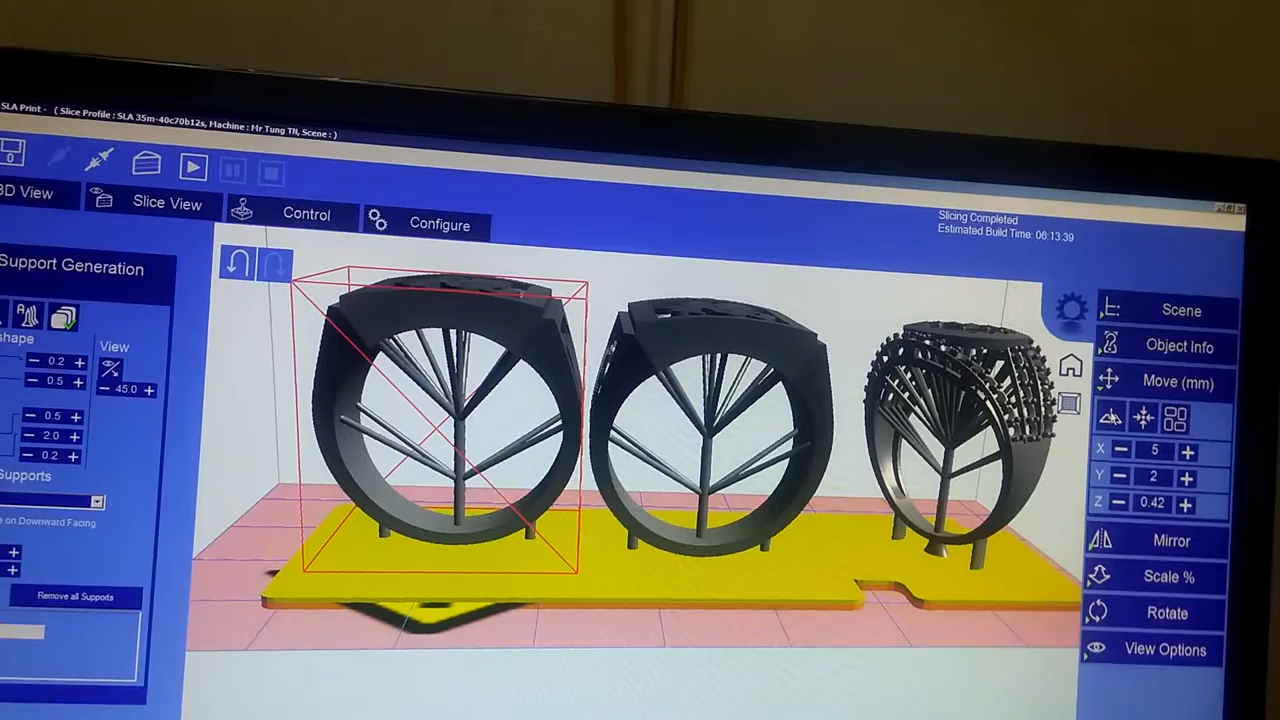 SLA Print - ( Slice Profile : SLA 35m-40c70b12s, Machine : Mr Tung TN, Scene : )
3D View
Slice View
Control
Configure
Slicing Completed
Estimated Build Time: 06:13:39
Support Generation
A
shape
View
0.2
0.5
45.0
0.5
2.0
0.2
Supports
e on Downward Facing
Remove all Supports
Scene
Object Info
Move (mm)
X 5
Y 2
Z 0.42
Mirror
Scale %
Rotate
View Options